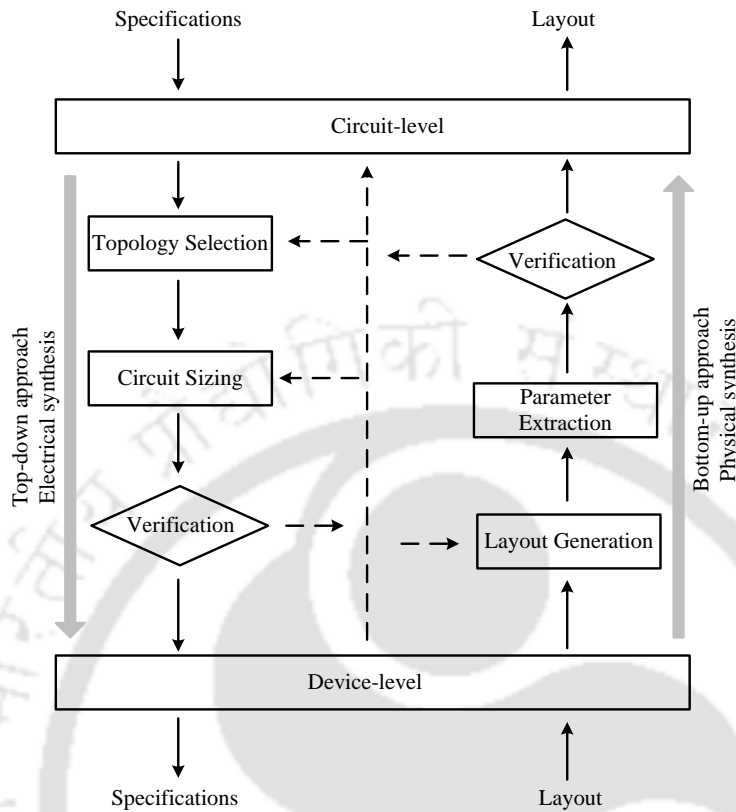 Specifications
Layout
Circuit-level
Topology Selection
Verification
Circuit Sizing
Parameter
Extraction
Verification
Layout Generation
Top-down approach
Electrical synthesis
Bottom-up approach
Physical synthesis
Device-level
Specifications
Layout